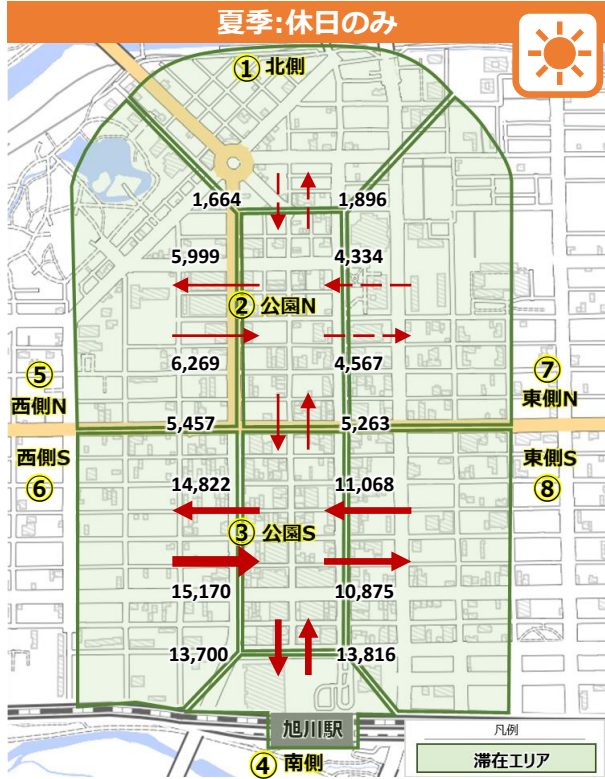 夏季:休日のみ
① 北側
1,664
1,896
5,999
4,334
② 公園N
6,269
4,567
⑤
西側N
⑦
東側N
5,457
5,263
西側S
⑥
東側S
⑧
14,822
11,068
③ 公園S
15,170
10,875
13,700
13,816
旭川駅
④ 南側
凡例
滞在エリア